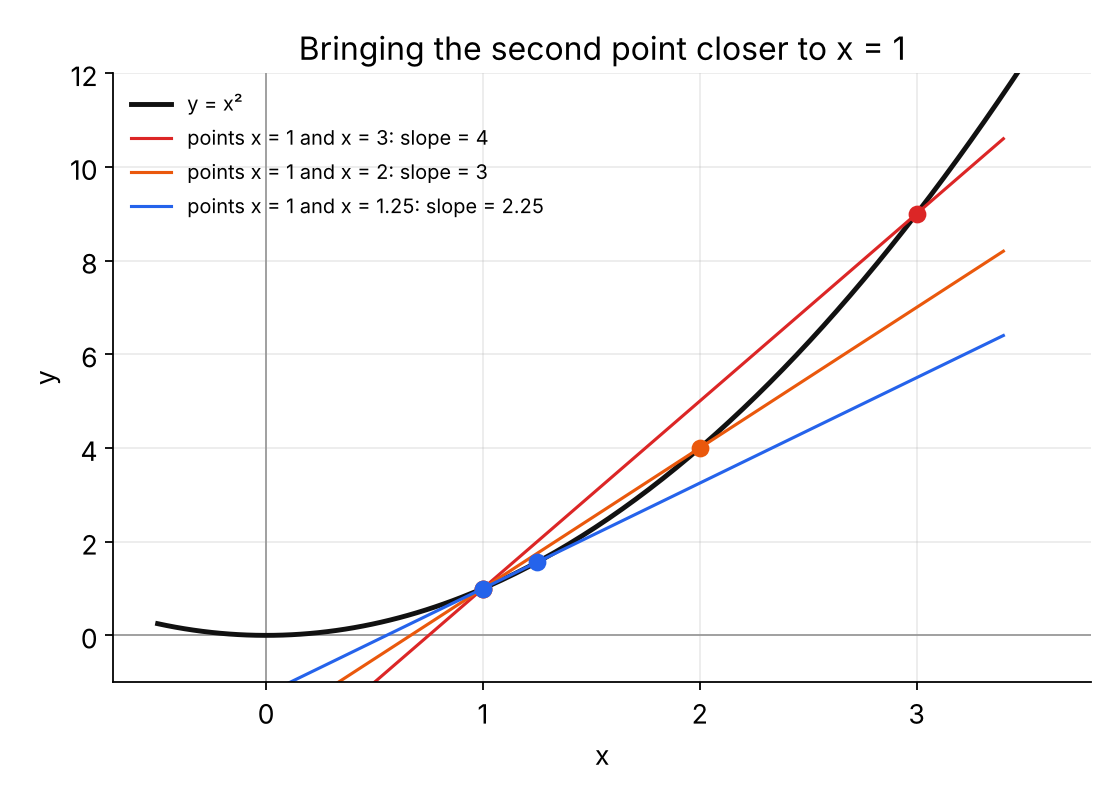 Bringing the second point closer to x = 1
y = x²
points x = 1 and x = 3: slope = 4
points x = 1 and x = 2: slope = 3
points x = 1 and x = 1.25: slope = 2.25
12
10
8
6
4
2
0
y
0 1 2 3
x